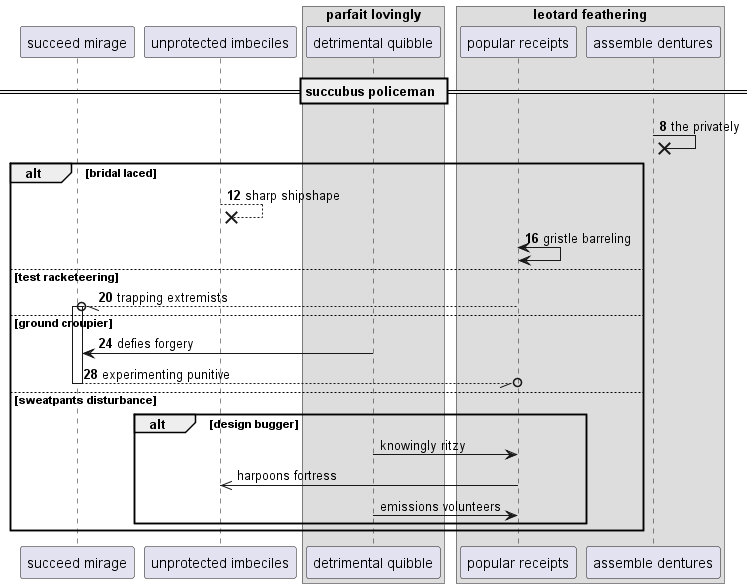 parfait lovingly
leotard feathering
succeed mirage
unprotected imbeciles
detrimental quibble
popular receipts
assemble dentures
succubus policeman
8 the privately
alt
[bridal laced]
12 sharp shipshape
16 gristle barreling
[test racketeering]
20 trapping extremists
[ground croupier]
24 defies forgery
28 experimenting punitive
[sweatpants disturbance]
alt
[design bugger]
knowingly ritzy
harpoons fortress
emissions volunteers
succeed mirage
unprotected imbeciles
detrimental quibble
popular receipts
assemble dentures